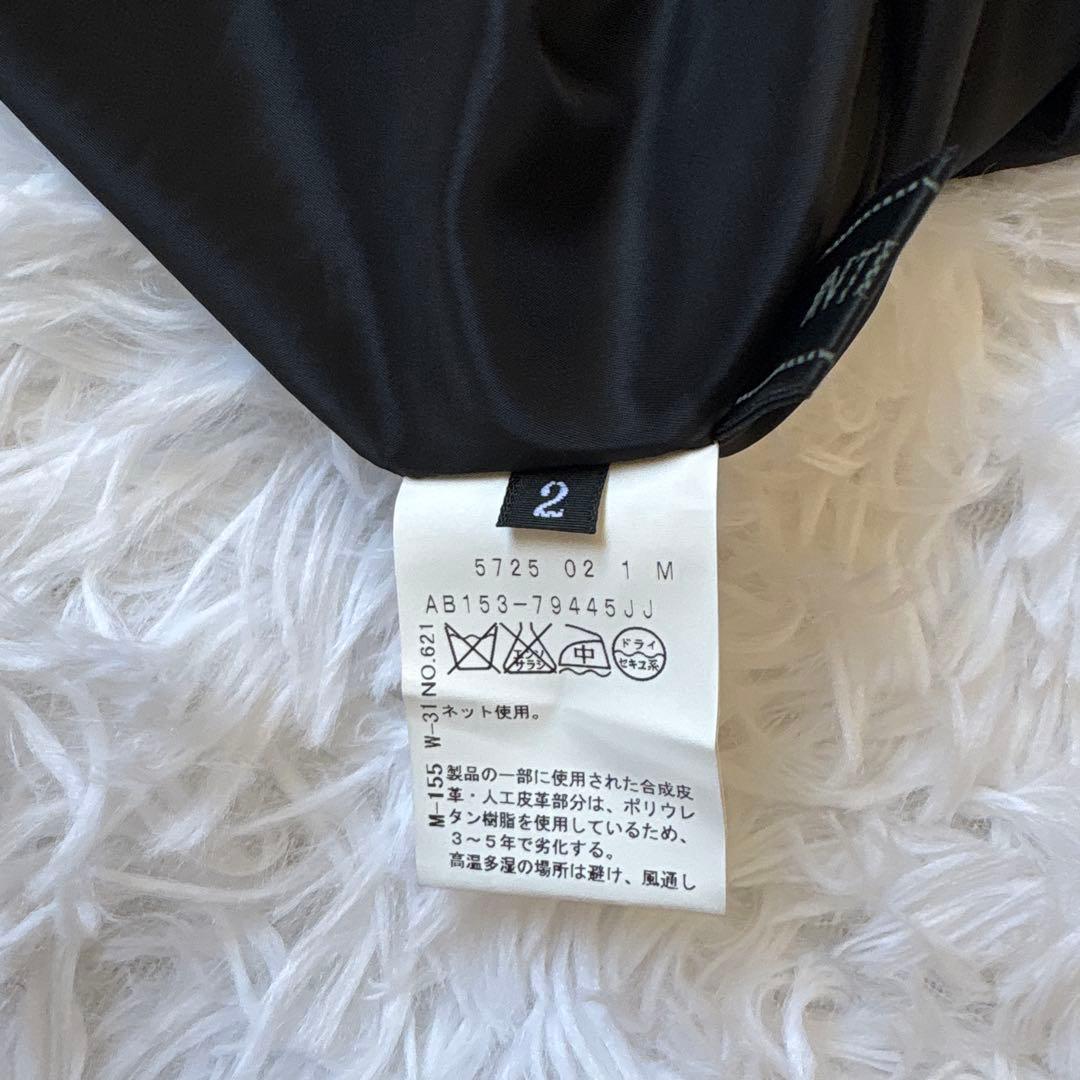 2
5725 02 1 M
AB153-79445JJ
エンソ
サラシ
中
ドライ
セキユ系
M-155 W-31 NO.621
ネット使用。
製品の一部に使用された合成皮
革・人工皮革部分は、ポリウレ
タン樹脂を使用しているため、
3~5年で劣化する。
高温多湿の場所は避け、風通し